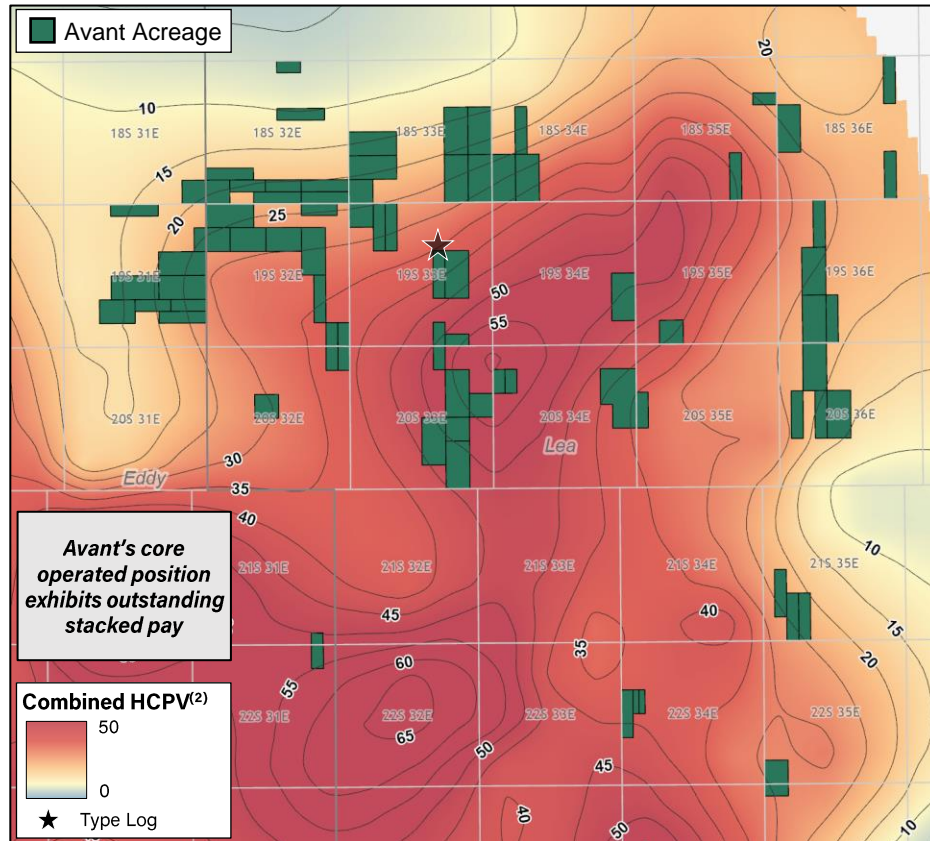 Avant Acreage
20
10
18S 31E
18S 32E
18S 33E
18S 34E
18S 35E
18S 36E
15
20
25
19S 31E
19S 32E
19S 33E
19S 34E
19S 35E
19S 36E
50
55
20S 31E
20S 32E
20S 33E
20S 34E
20S 35E
20S 36E
Lea
30
Eddy
35
40
Avant's core
operated position
exhibits outstanding
stacked pay
21S 31E
21S 32E
21S 33E
21S 34E
21S 35E
10
45
40
35
15
20
60
55
22S 31E
22S 32E
22S 33E
22S 34E
22S 35E
65
50
45
Combined HCPV(2)
50
0
Type Log
40
50
10